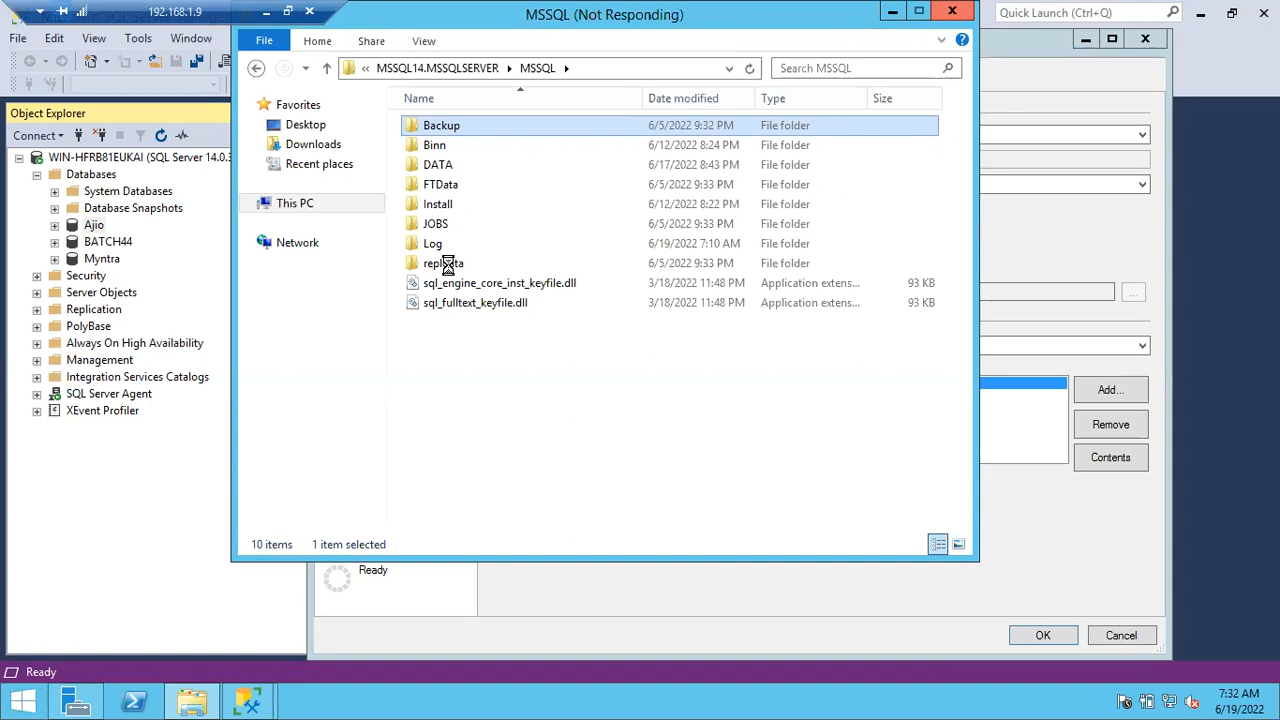 192.168.1.9
MSSQL (Not Responding)
Quick Launch (Ctrl+Q)
File Edit View Tools Window
File Home Share View
« MSSQL14.MSSQLSERVER MSSQL
Search MSSQL
Object Explorer
Connect
WIN-HFRB81EUKAI (SQL Server 14.0.3
Databases
System Databases
Database Snapshots
Ajio
BATCH44
Myntra
Security
Server Objects
Replication
PolyBase
Always On High Availability
Management
Integration Services Catalogs
SQL Server Agent
XEvent Profiler
Favorites
Desktop
Downloads
Recent places
This PC
Network
Name Date modified Type Size
Backup 6/5/2022 9:32 PM File folder
Binn 6/12/2022 8:24 PM File folder
DATA 6/17/2022 8:43 PM File folder
FTData 6/5/2022 9:33 PM File folder
Install 6/12/2022 8:22 PM File folder
JOBS 6/5/2022 9:33 PM File folder
Log 6/19/2022 7:10 AM File folder
6/5/2022 9:33 PM File folder
sql_engine_core_inst_keyfile.dll 3/18/2022 11:48 PM Application extens... 93 KB
sql_fulltext_keyfile.dll 3/18/2022 11:48 PM Application extens... 93 KB
10 items 1 item selected
...
Add...
Remove
Contents
Ready
OK Cancel
Ready
7:32 AM
6/19/2022